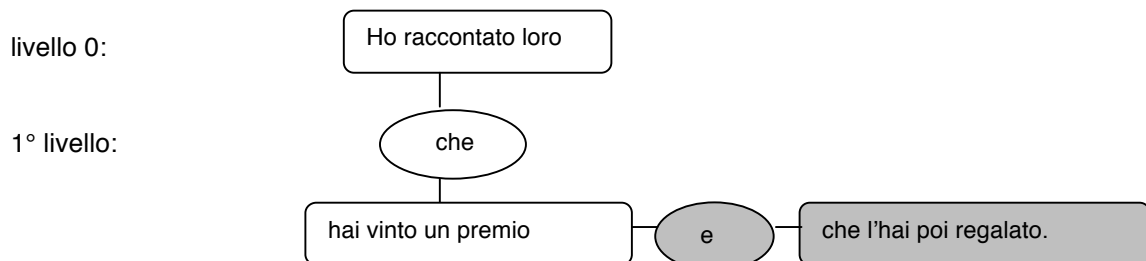 livello 0:
Ho raccontato loro
1° livello:
che
hai vinto un premio
e
che l'hai poi regalato.